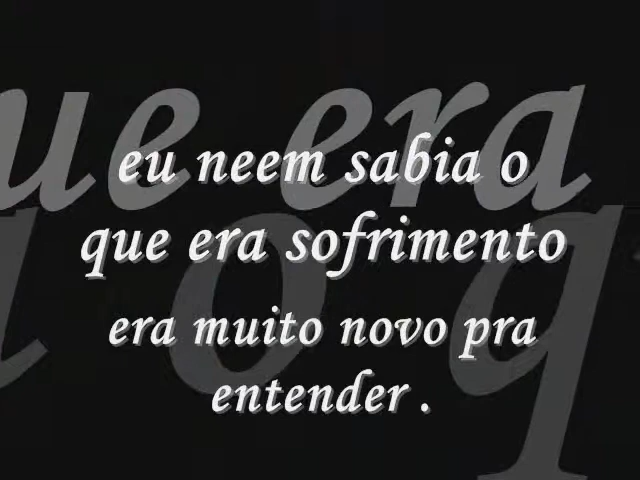 eu neem sabia o
que era sofrimento
era muito novo pra
entender .